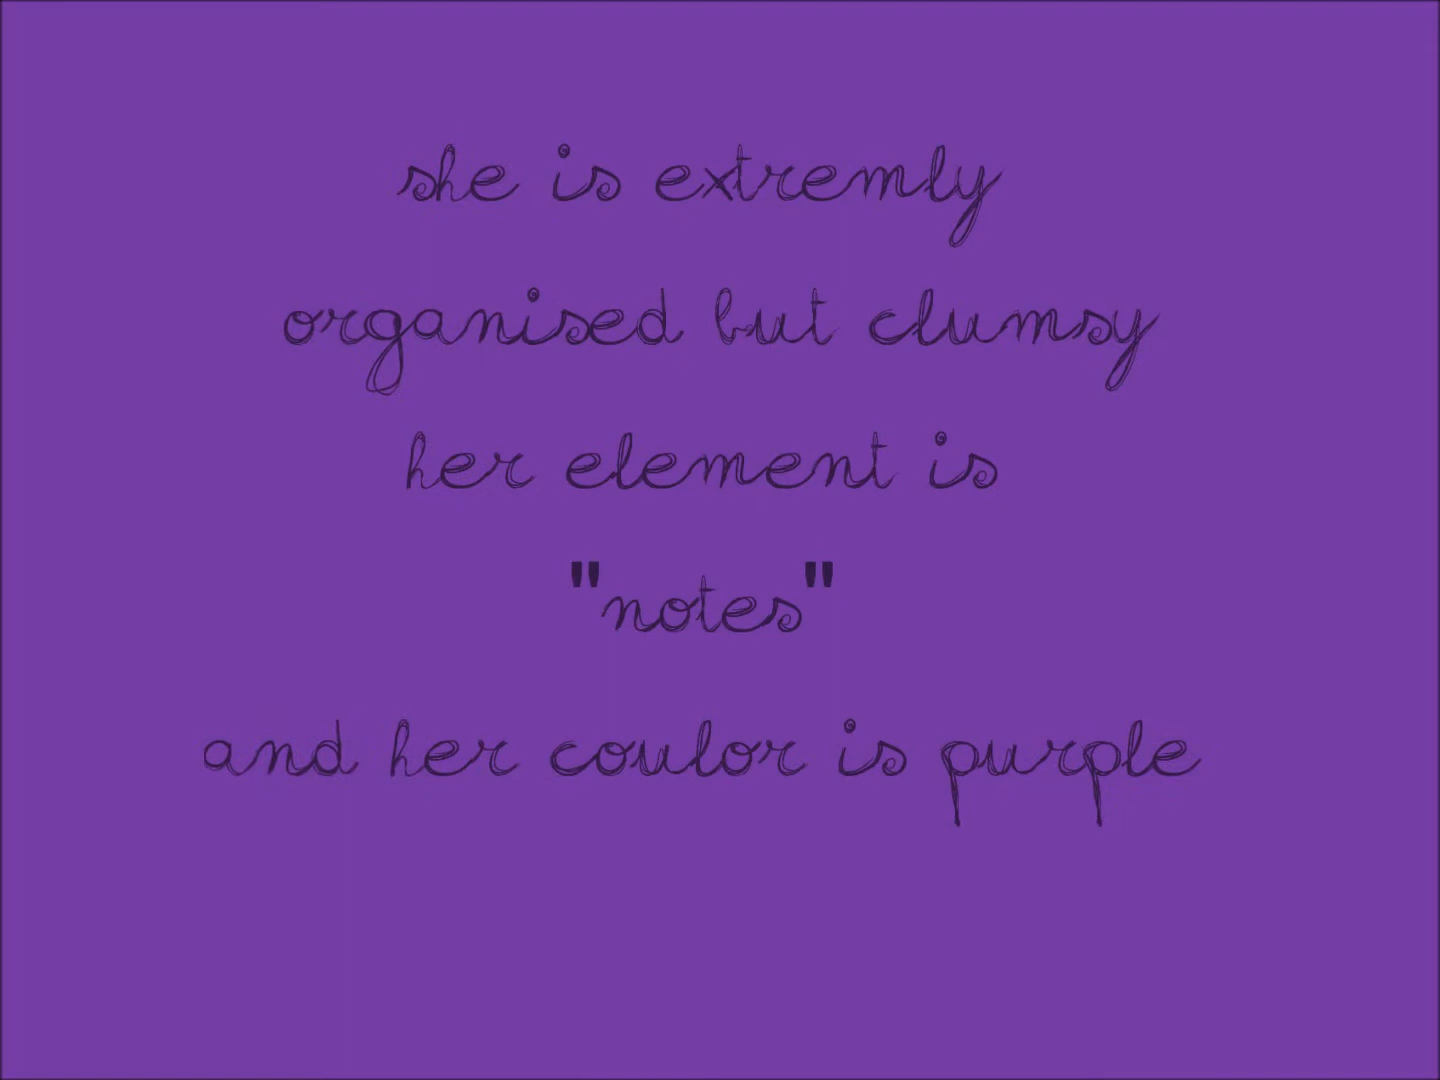 she is extremly
organised but clumsy
her element is
"notes"
and her coulor is purple